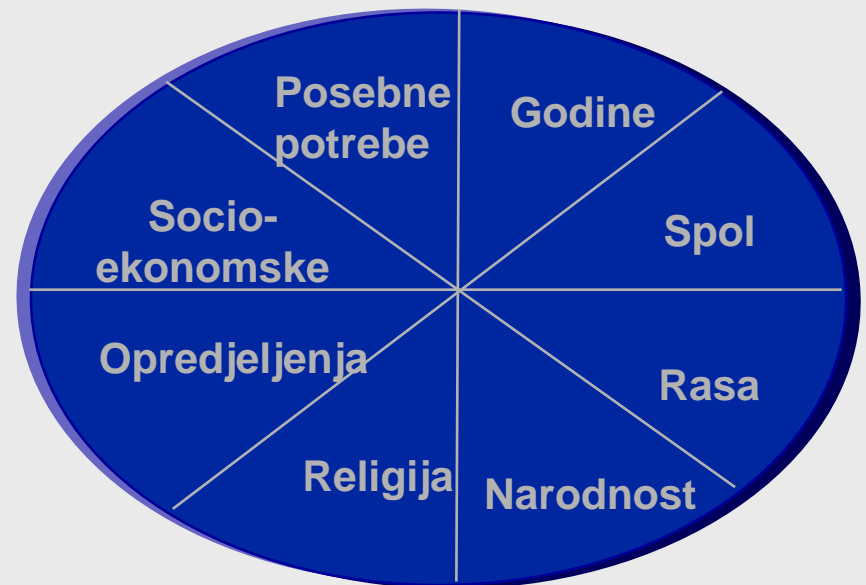 Posebne
potrebe
Godine
Socio-
ekonomske
Spol
Opredjeljenja
Rasa
Religija
Narodnost